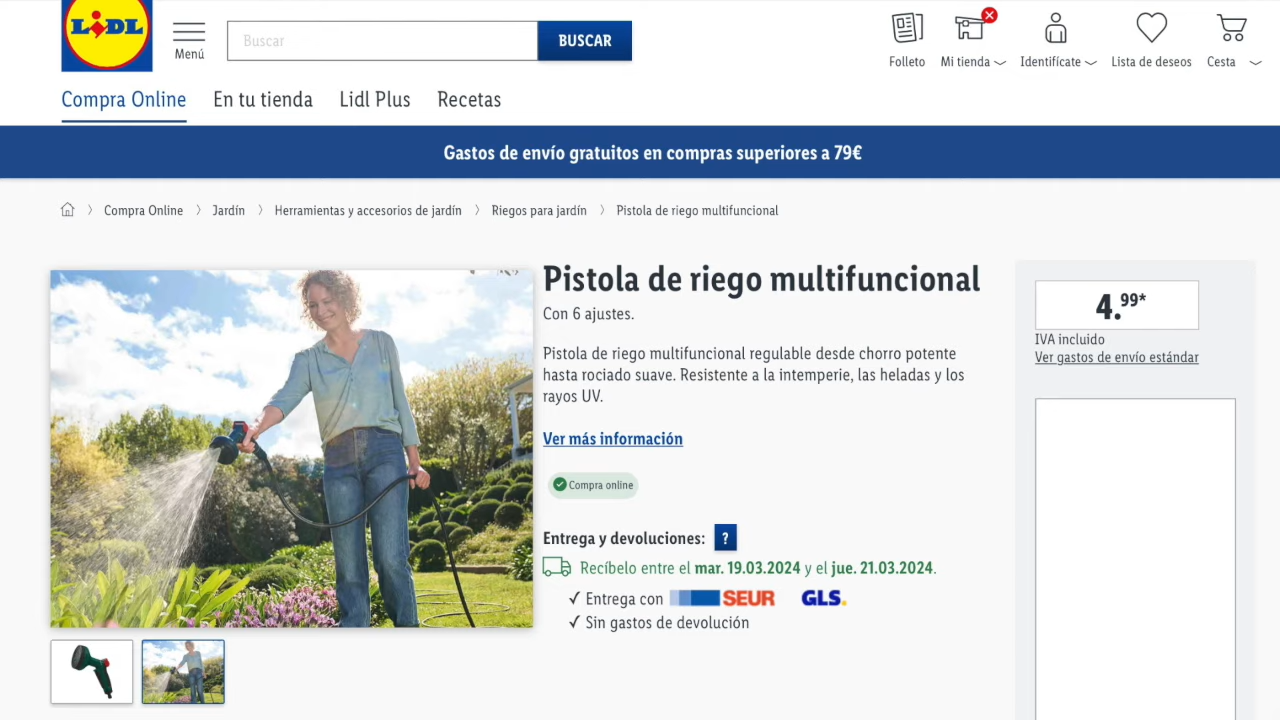 LIDL
Menú
Buscar
BUSCAR
Folleto
Mi tienda
Identifícate
Lista de deseos
Cesta
Compra Online
En tu tienda
Lidl Plus
Recetas
Gastos de envío gratuitos en compras superiores a 79€
Compra Online
Jardín
Herramientas y accesorios de jardín
Riegos para jardín
Pistola de riego multifuncional
Pistola de riego multifuncional
Con 6 ajustes.
Pistola de riego multifuncional regulable desde chorro potente
hasta rociado suave. Resistente a la intemperie, las heladas y los
rayos UV.
Ver más información
Compra online
Entrega y devoluciones: ?
Recíbelo entre el mar. 19.03.2024 y el jue. 21.03.2024.
✓ Entrega con SEUR GLS.
✓ Sin gastos de devolución
4.99*
IVA incluido
Ver gastos de envío estándar